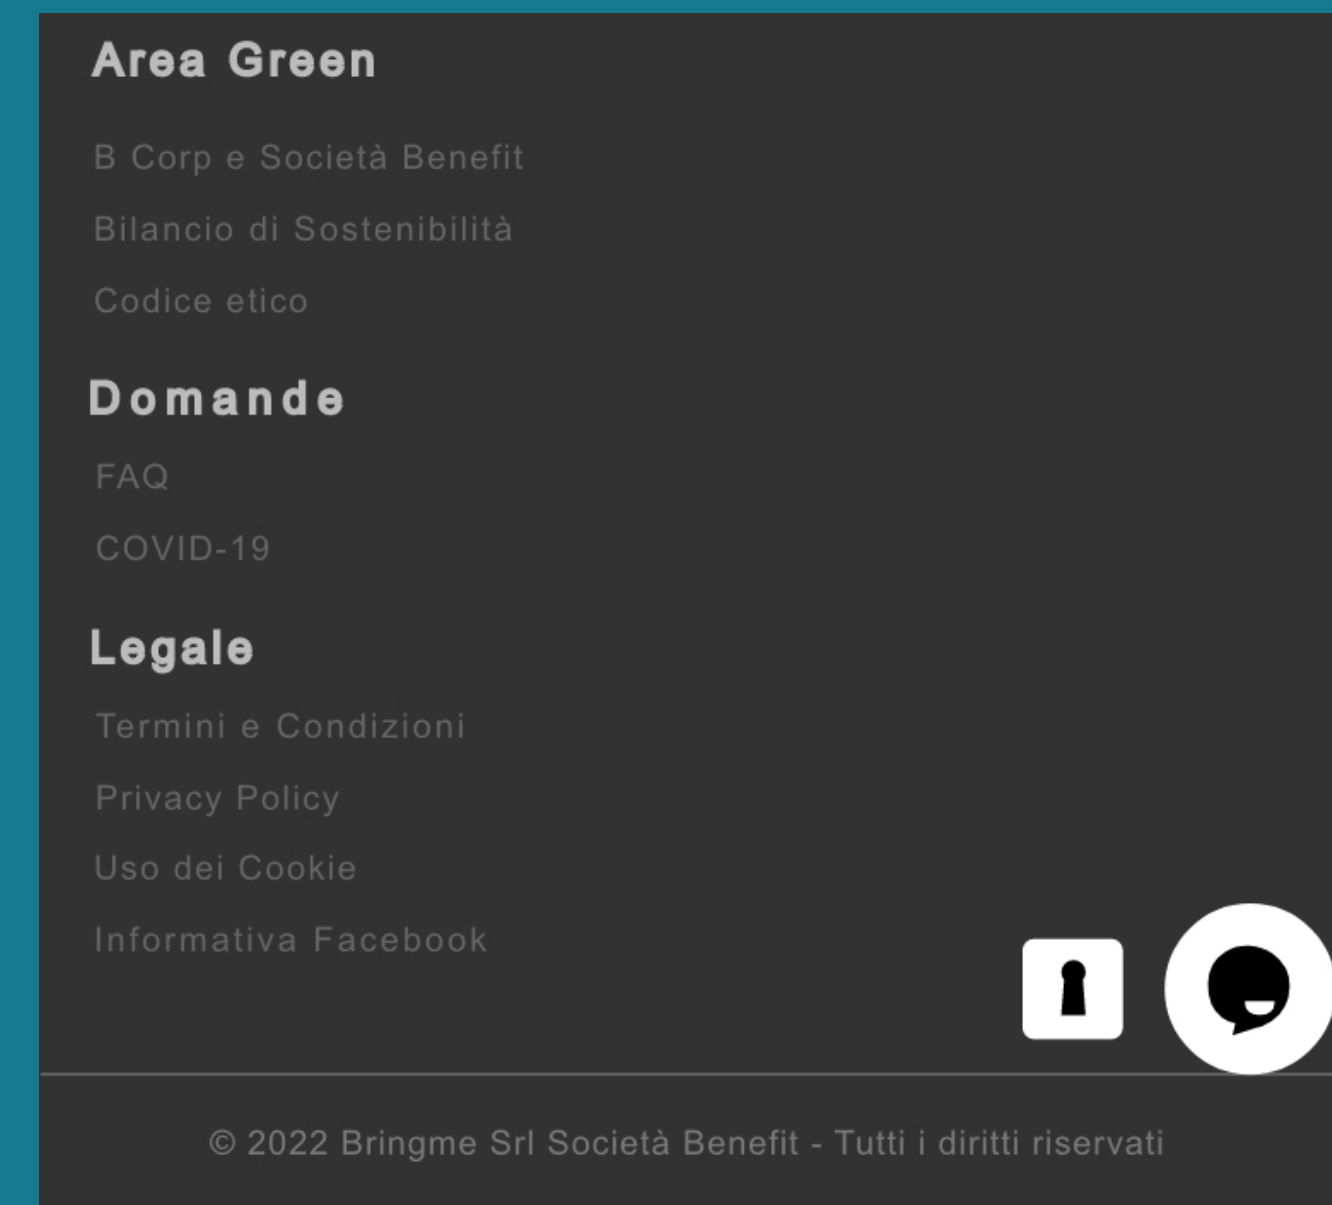 Area Green
B Corp e Società Benefit
Bilancio di Sostenibilità
Codice etico
Domande
FAQ
COVID-19
Legale
Termini e Condizioni
Privacy Policy
Uso dei Cookie
Informativa Facebook
© 2022 Bringme Srl Società Benefit - Tutti i diritti riservati